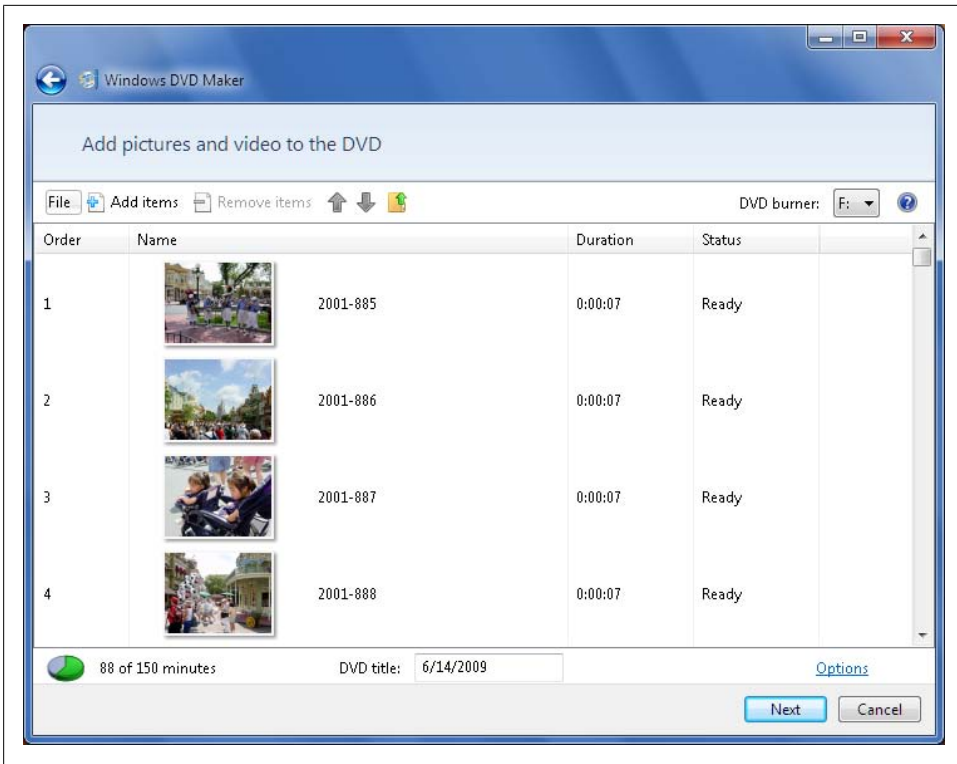 Windows DVD Maker
Add pictures and video to the DVD
File Add items Remove items DVD burner: F:
Order Name Duration Status
1 2001-885 0:00:07 Ready
2 2001-886 0:00:07 Ready
3 2001-887 0:00:07 Ready
4 2001-888 0:00:07 Ready
88 of 150 minutes DVD title: 6/14/2009 Options
Next Cancel